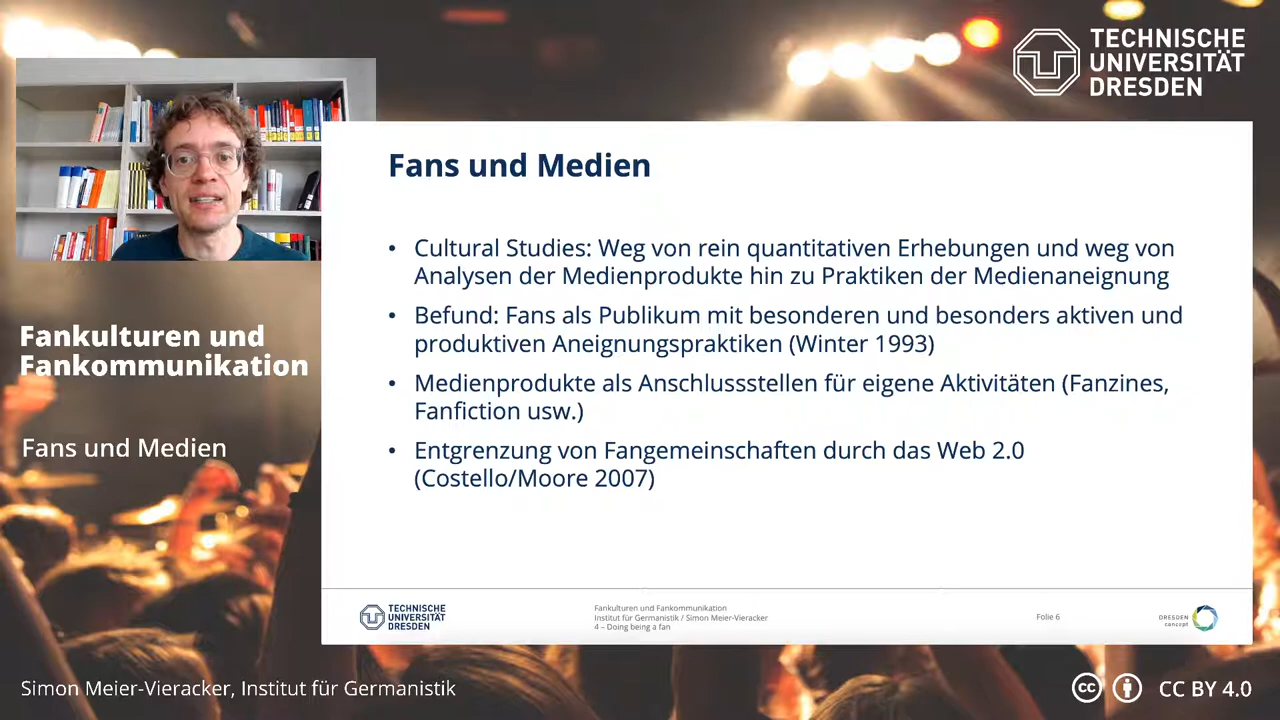 TECHNISCHE
UNIVERSITÄT
DRESDEN
Fans und Medien
• Cultural Studies: Weg von rein quantitativen Erhebungen und weg von
Analysen der Medienprodukte hin zu Praktiken der Medienaneignung
• Befund: Fans als Publikum mit besonderen und besonders aktiven und
produktiven Aneignungspraktiken (Winter 1993)
• Medienprodukte als Anschlussstellen für eigene Aktivitäten (Fanzines,
Fanfiction usw.)
• Entgrenzung von Fangemeinschaften durch das Web 2.0
(Costello/Moore 2007)
Fankulturen und
Fankommunikation
Fans und Medien
TECHNISCHE
UNIVERSITÄT
DRESDEN
Fankulturen und Fankommunikation
Institut für Germanistik / Simon Meier-Vieracker
4 – Doing being a fan
Folie 6
DRESDEN
concept
Simon Meier-Vieracker, Institut für Germanistik
cc
CC BY 4.0